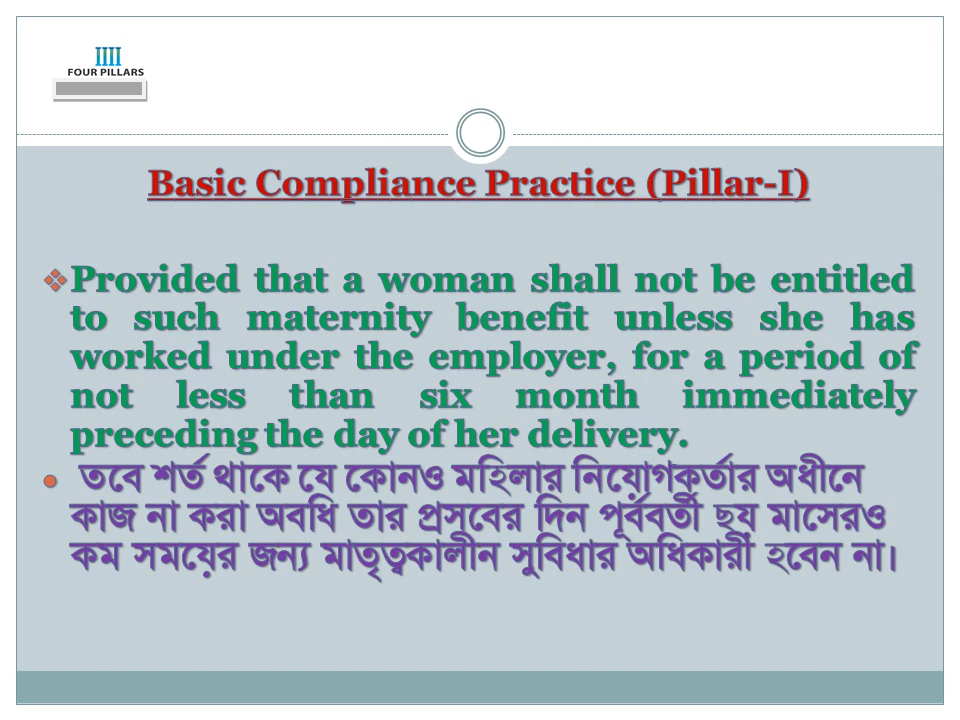 IIII
FOUR PILLARS
Basic Compliance Practice (Pillar-I)
Provided that a woman shall not be entitled
to such maternity benefit unless she has
worked under the employer, for a period of
not less than six month immediately
preceding the day of her delivery.
তবে শর্ত থাকে যে কোনও মহিলার নিয়োগকর্তার অধীনে
কাজ না করা অবধি তার প্রসবের দিন পূর্ববর্তী ছয় মাসেরও
কম সময়ের জন্য মাতৃত্বকালীন সুবিধার অধিকারী হবেন না।